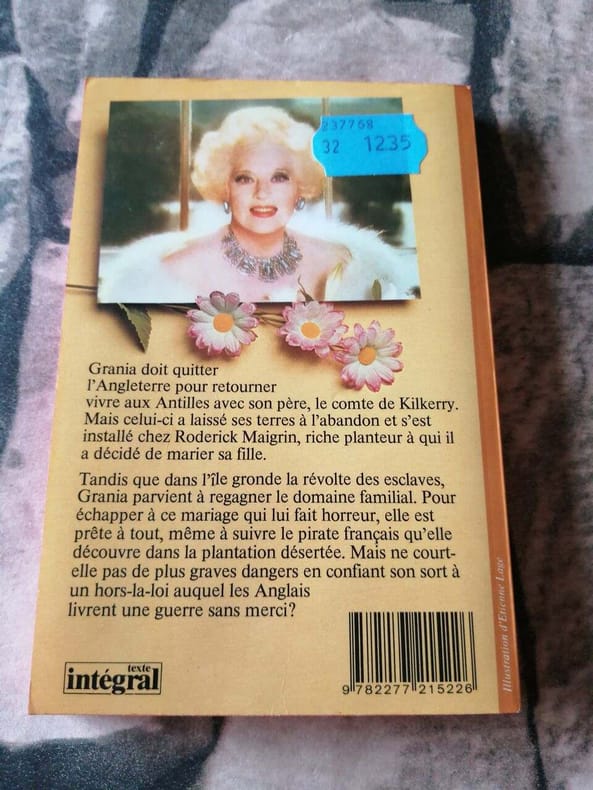 237768
32 12.35
Grania doit quitter
l'Angleterre pour retourner
vivre aux Antilles avec son père, le comte de Kilkerry.
Mais celui-ci a laissé ses terres à l'abandon et s'est
installé chez Roderick Maigrin, riche planteur à qui il
a décidé de marier sa fille.
Tandis que dans l'île gronde la révolte des esclaves,
Grania parvient à regagner le domaine familial. Pour
échapper à ce mariage qui lui fait horreur, elle est
prête à tout, même à suivre le pirate français qu'elle
découvre dans la plantation désertée. Mais ne court-
elle pas de plus graves dangers en confiant son sort à
un hors-la-loi auquel les Anglais
livrent une guerre sans merci?
texte
intégral
9 782277 215226
Illustration d'Etienne Lage